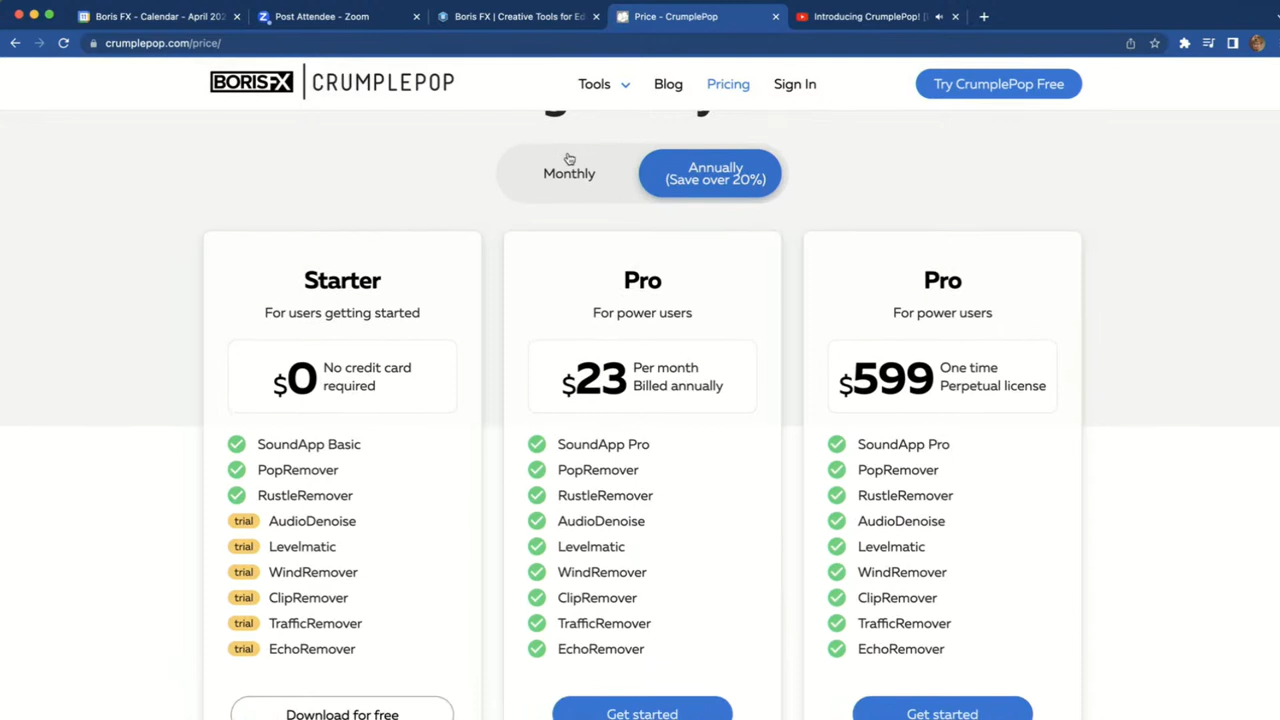 Boris FX - Calendar - April 202
Post Attendee - Zoom
Boris FX | Creative Tools for Ed
Price - CrumplePop
Introducing CrumplePop! [
crumplepop.com/price/
BORISFX CRUMPLEPOP
Tools
Blog
Pricing
Sign In
Try CrumplePop Free
Monthly
Annually
(Save over 20%)
Starter
For users getting started
$0
No credit card
required
SoundApp Basic
PopRemover
RustleRemover
trial AudioDenoise
trial Levelmatic
trial WindRemover
trial ClipRemover
trial TrafficRemover
trial EchoRemover
Download for free
Pro
For power users
$23
Per month
Billed annually
SoundApp Pro
PopRemover
RustleRemover
AudioDenoise
Levelmatic
WindRemover
ClipRemover
TrafficRemover
EchoRemover
Get started
Pro
For power users
$599
One time
Perpetual license
SoundApp Pro
PopRemover
RustleRemover
AudioDenoise
Levelmatic
WindRemover
ClipRemover
TrafficRemover
EchoRemover
Get started